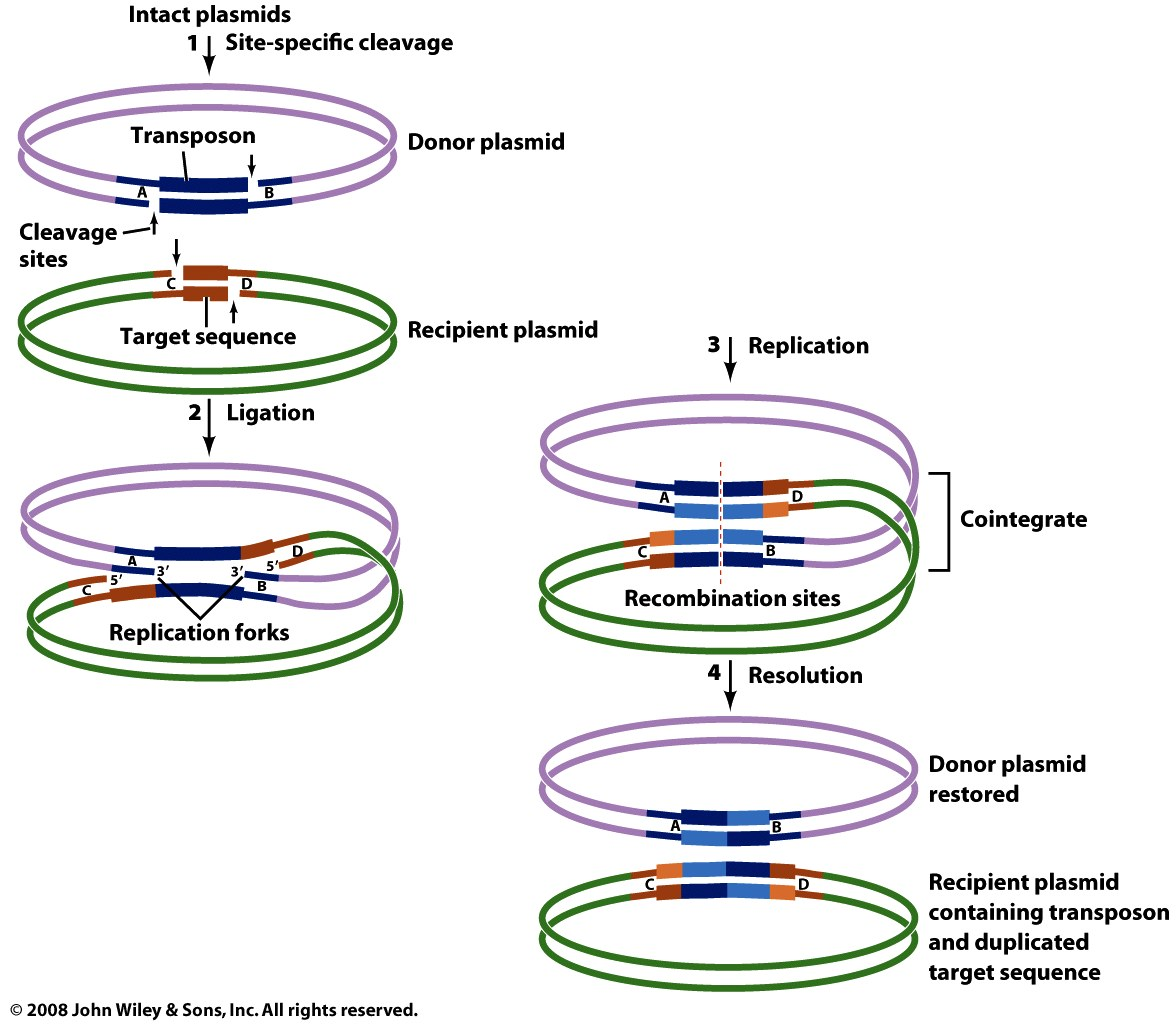 Intact plasmids
1 Site-specific cleavage
Transposon
Donor plasmid
A B
Cleavage
sites
C D
Target sequence
Recipient plasmid
2 Ligation
A D
3′ 3′ 5′
C 5′ B
Replication forks
3 Replication
A D
C B
Cointegrate
Recombination sites
4 Resolution
Donor plasmid
restored
A B
C D
Recipient plasmid
containing transposon
and duplicated
target sequence
© 2008 John Wiley & Sons, Inc. All rights reserved.